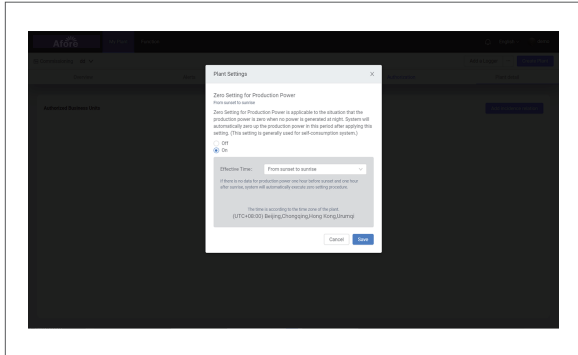 Afore
Plant Settings X
Zero Setting for Production Power
From sunset to sunrise
Zero Setting for Production Power is applicable to the situation that the
production power is zero when no power is generated at night. System will
automatically zero up the production power in this period after applying this
setting. (This setting is generally used for self-consumption system.)
Off
On
Effective Time: From sunset to sunrise
If there is no data for production power one hour before sunset and one hour
after sunrise, system will automatically execute zero setting procedure.
The time is according to the time zone of the plant
(UTC+08:00) Beijing,Chongqing,Hong Kong,Urumqi
Cancel Save